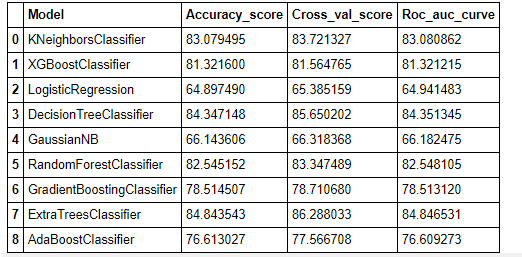 Model Accuracy_score Cross_val_score Roc_auc_curve
0 KNeighborsClassifier 83.079495 83.721327 83.080862
1 XGBoostClassifier 81.321600 81.564765 81.321215
2 LogisticRegression 64.897490 65.385159 64.941483
3 DecisionTreeClassifier 84.347148 85.650202 84.351345
4 GaussianNB 66.143606 66.318368 66.182475
5 RandomForestClassifier 82.545152 83.347489 82.548105
6 GradientBoostingClassifier 78.514507 78.710680 78.513120
7 ExtraTreesClassifier 84.843543 86.288033 84.846531
8 AdaBoostClassifier 76.613027 77.566708 76.609273